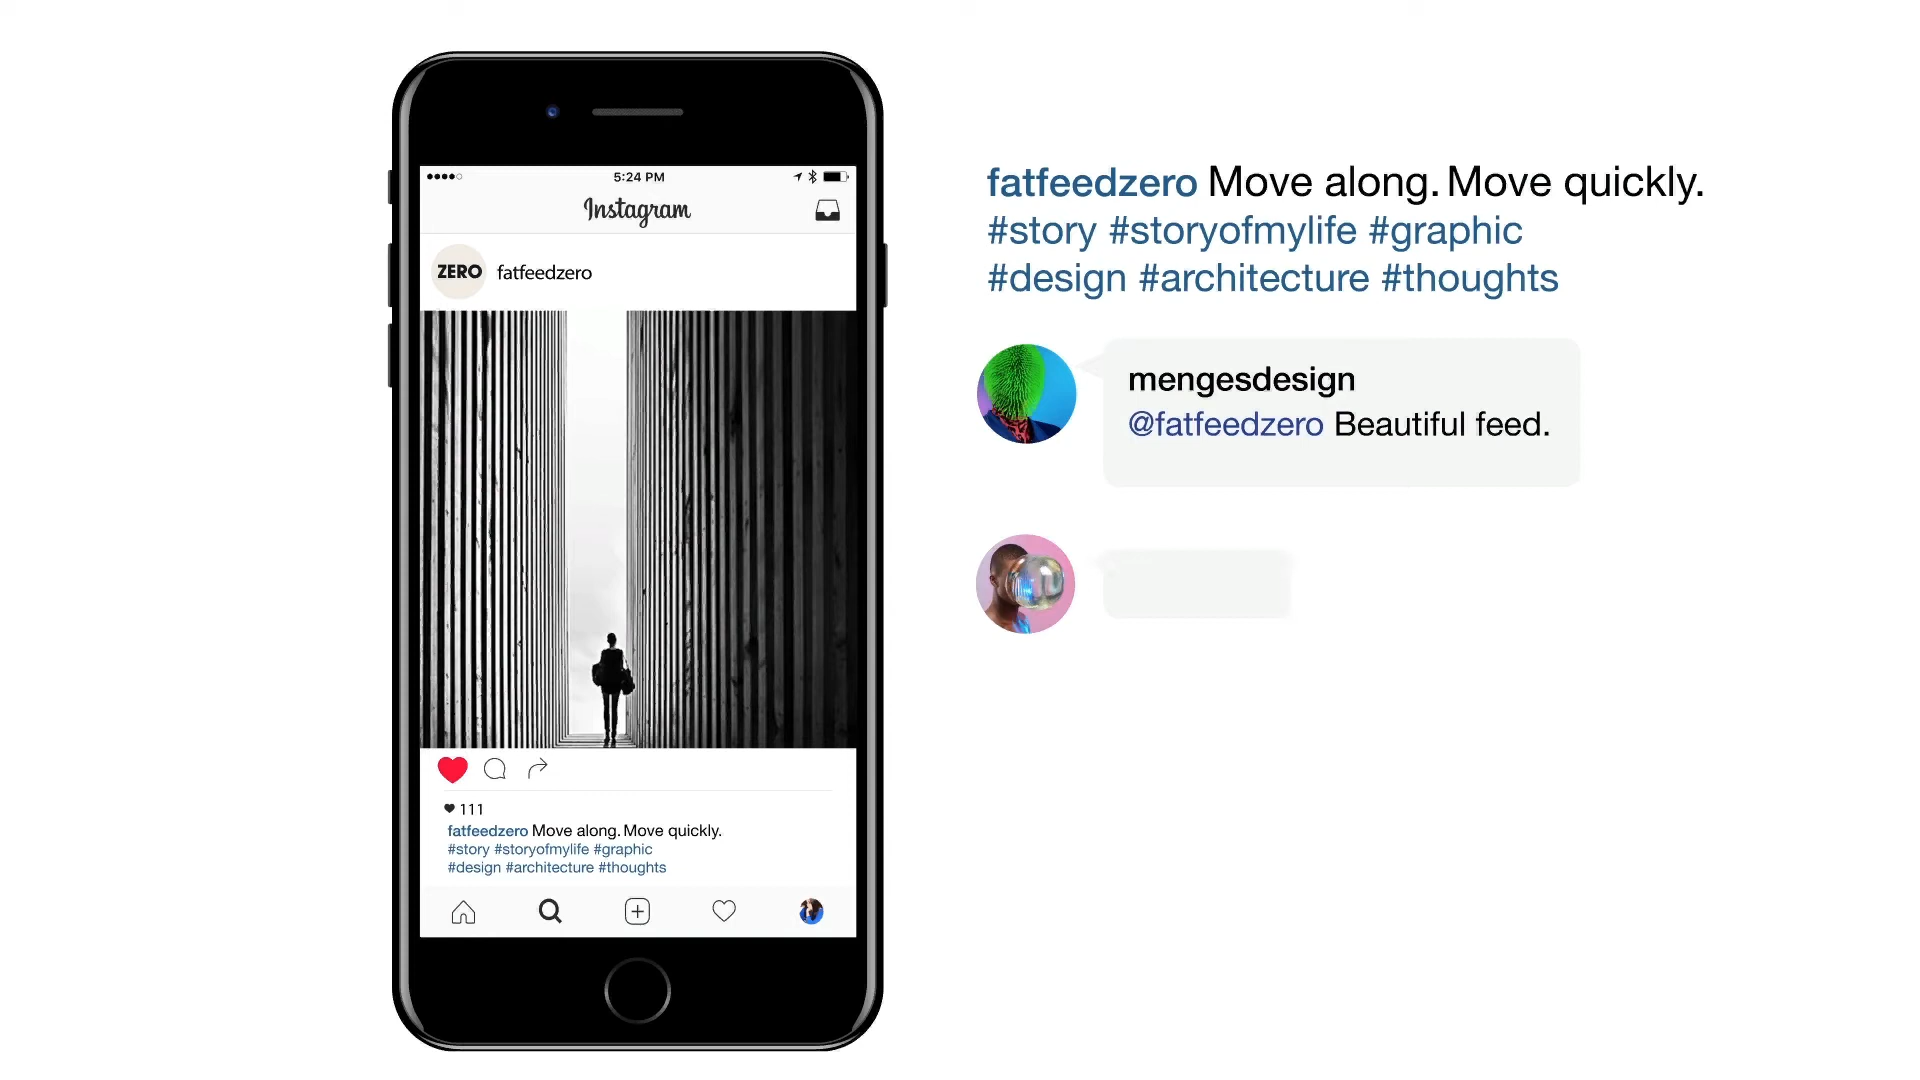 5:24 PM
Instagram
ZERO fatfeedzero
111
fatfeedzero Move along. Move quickly.
#story #storyofmylife #graphic
#design #architecture #thoughts
fatfeedzero Move along. Move quickly.
#story #storyofmylife #graphic
#design #architecture #thoughts
mengesdesign
@fatfeedzero Beautiful feed.